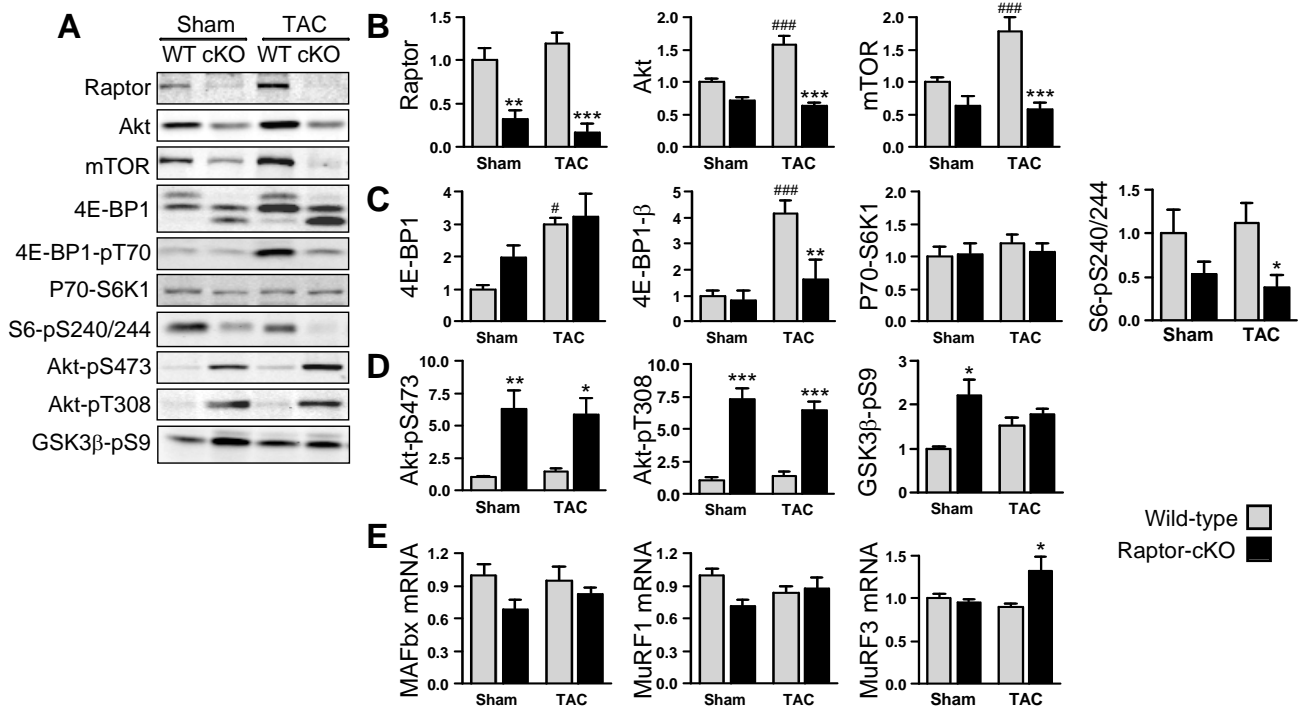 A
Sham TAC
WT cKO WT cKO
Raptor
Akt
mTOR
4E-BP1
4E-BP1-pT70
P70-S6K1
S6-pS240/244
Akt-pS473
Akt-pT308
GSK3β-pS9
B
Raptor
1.5
1.0
0.5
0.0
**
***
Sham TAC
Akt
2.0
1.5
1.0
0.5
0.0
###
***
Sham TAC
mTOR
2.0
1.5
1.0
0.5
0.0
###
***
Sham TAC
C
4E-BP1
4
3
2
1
0
#
Sham TAC
4E-BP1-β
6
5
4
2
1
0
###
**
Sham TAC
P70-S6K1
2.0
1.5
1.0
0.5
0.0
Sham TAC
S6-pS240/244
1.5
1.0
0.5
0.0
*
Sham TAC
D
Akt-pS473
10.0
7.5
5.0
2.5
0.0
**
*
Sham TAC
Akt-pT308
10.0
7.5
5.0
2.5
0.0
***
***
Sham TAC
GSK3β-pS9
3
2
1
0
*
Sham TAC
Wild-type
Raptor-cKO
E
MAFbx mRNA
1.2
0.9
0.6
0.3
0.0
Sham TAC
MuRF1 mRNA
1.2
0.9
0.6
0.3
0.0
Sham TAC
MuRF3 mRNA
1.5
1.0
0.5
0.0
*
Sham TAC